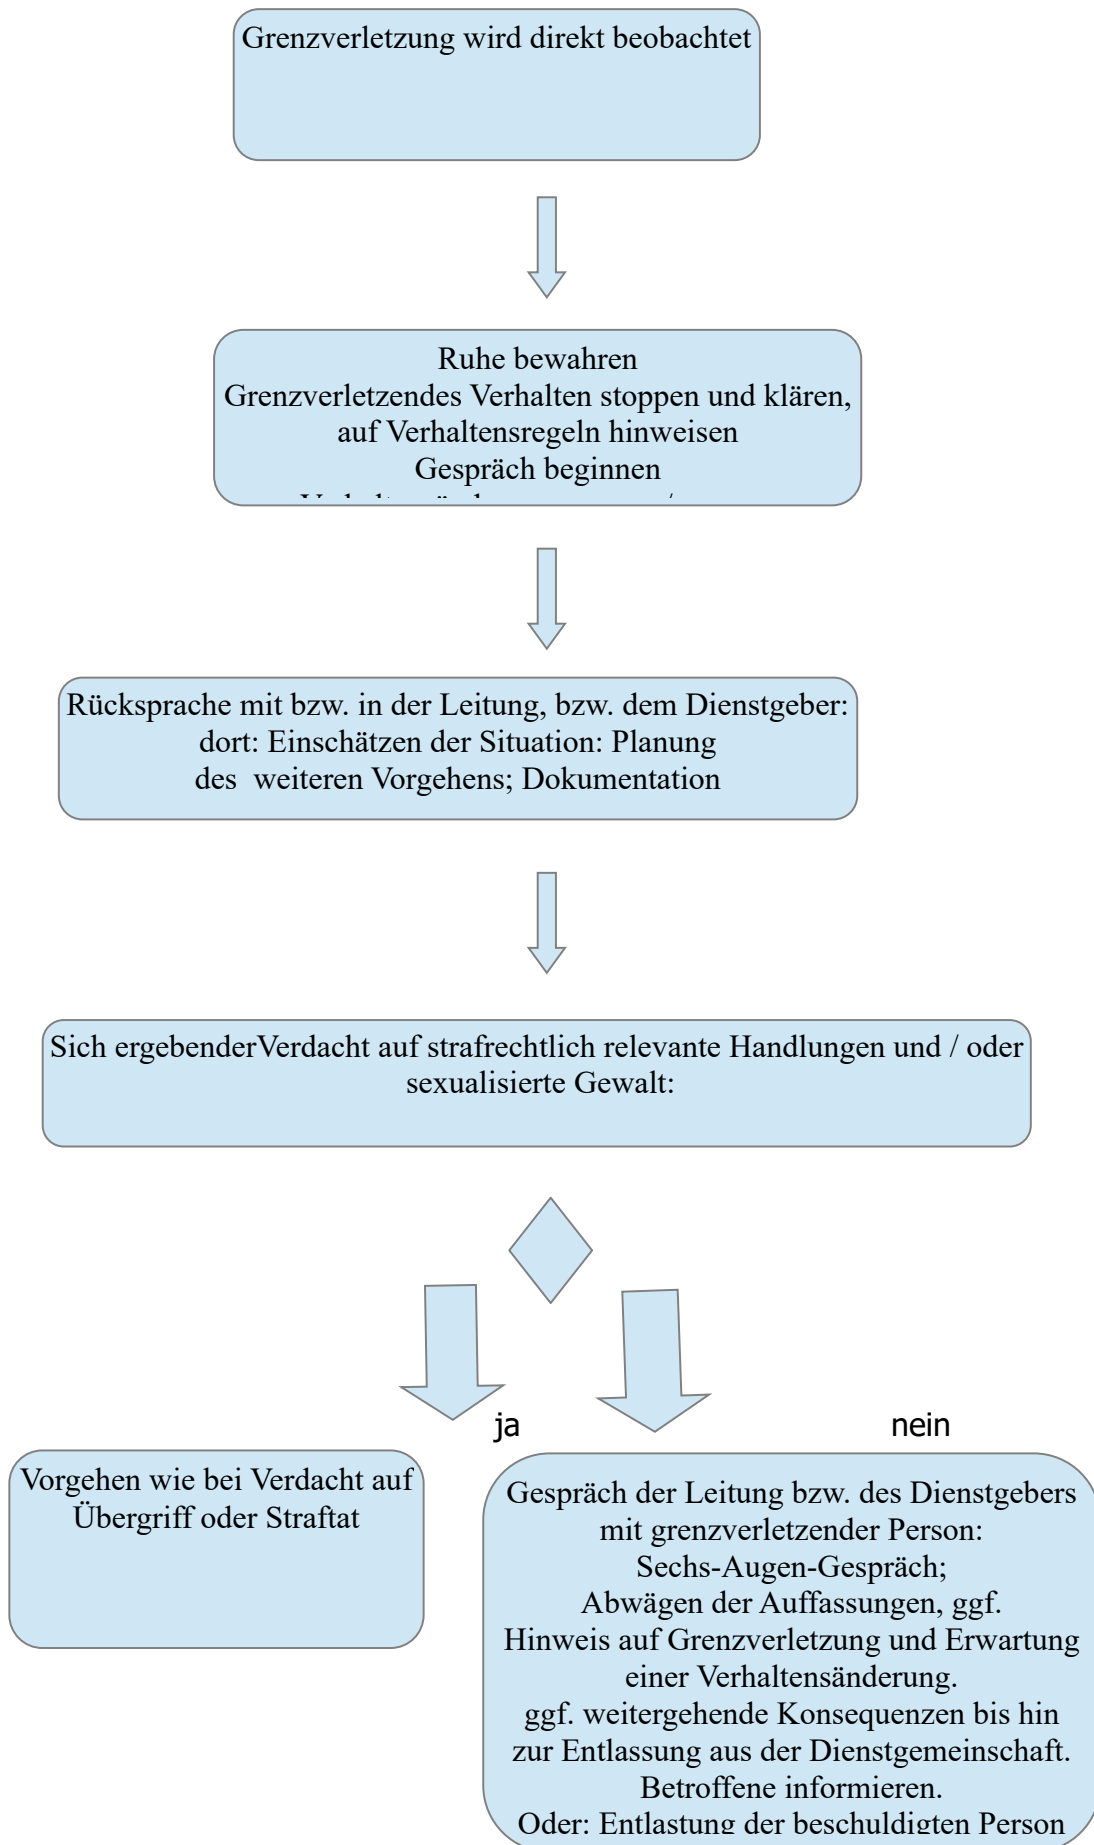 Grenzverletzung wird direkt beobachtet
Ruhe bewahren
Grenzverletzendes Verhalten stoppen und klären,
auf Verhaltensregeln hinweisen
Gespräch beginnen
Rücksprache mit bzw. in der Leitung, bzw. dem Dienstgeber:
dort: Einschätzen der Situation: Planung
des  weiteren Vorgehens; Dokumentation
Sich ergebenderVerdacht auf strafrechtlich relevante Handlungen und / oder
sexualisierte Gewalt:
ja
nein
Vorgehen wie bei Verdacht auf
Übergriff oder Straftat
Gespräch der Leitung bzw. des Dienstgebers
mit grenzverletzender Person:
Sechs-Augen-Gespräch;
Abwägen der Auffassungen, ggf.
Hinweis auf Grenzverletzung und Erwartung
einer Verhaltensänderung.
ggf. weitergehende Konsequenzen bis hin
zur Entlassung aus der Dienstgemeinschaft.
Betroffene informieren.
Oder: Entlastung der beschuldigten Person